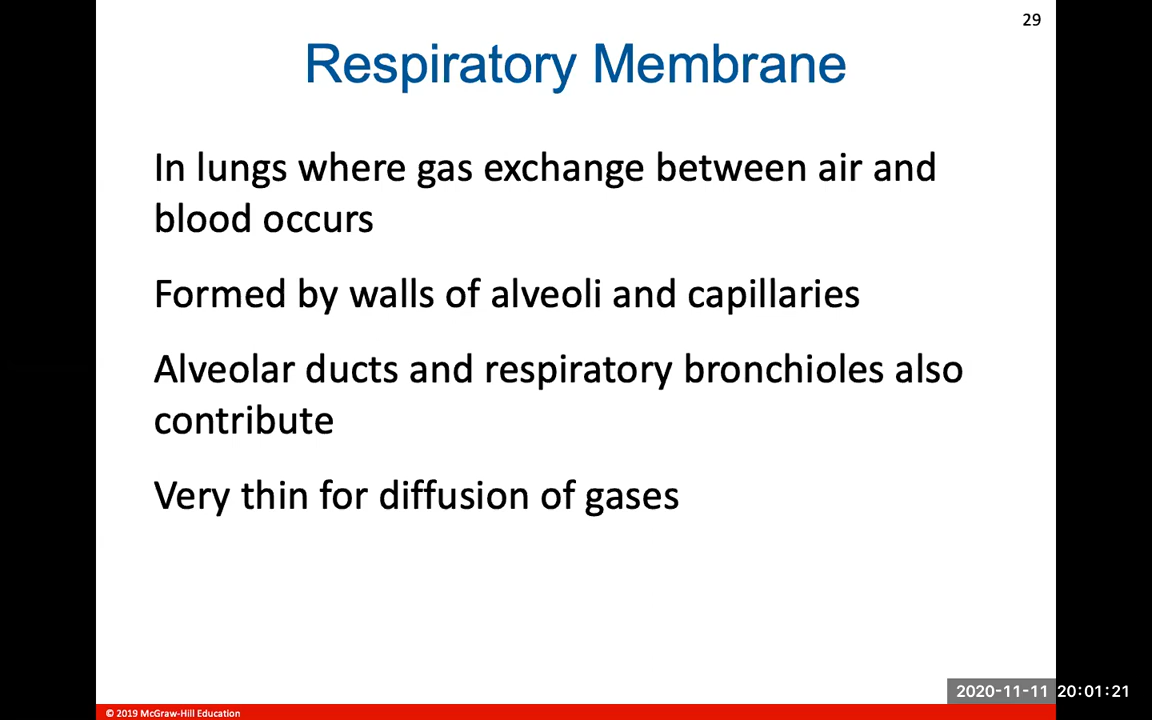 29
Respiratory Membrane
In lungs where gas exchange between air and
blood occurs
Formed by walls of alveoli and capillaries
Alveolar ducts and respiratory bronchioles also
contribute
Very thin for diffusion of gases
2020-11-11 20:01:21
© 2019 McGraw-Hill Education